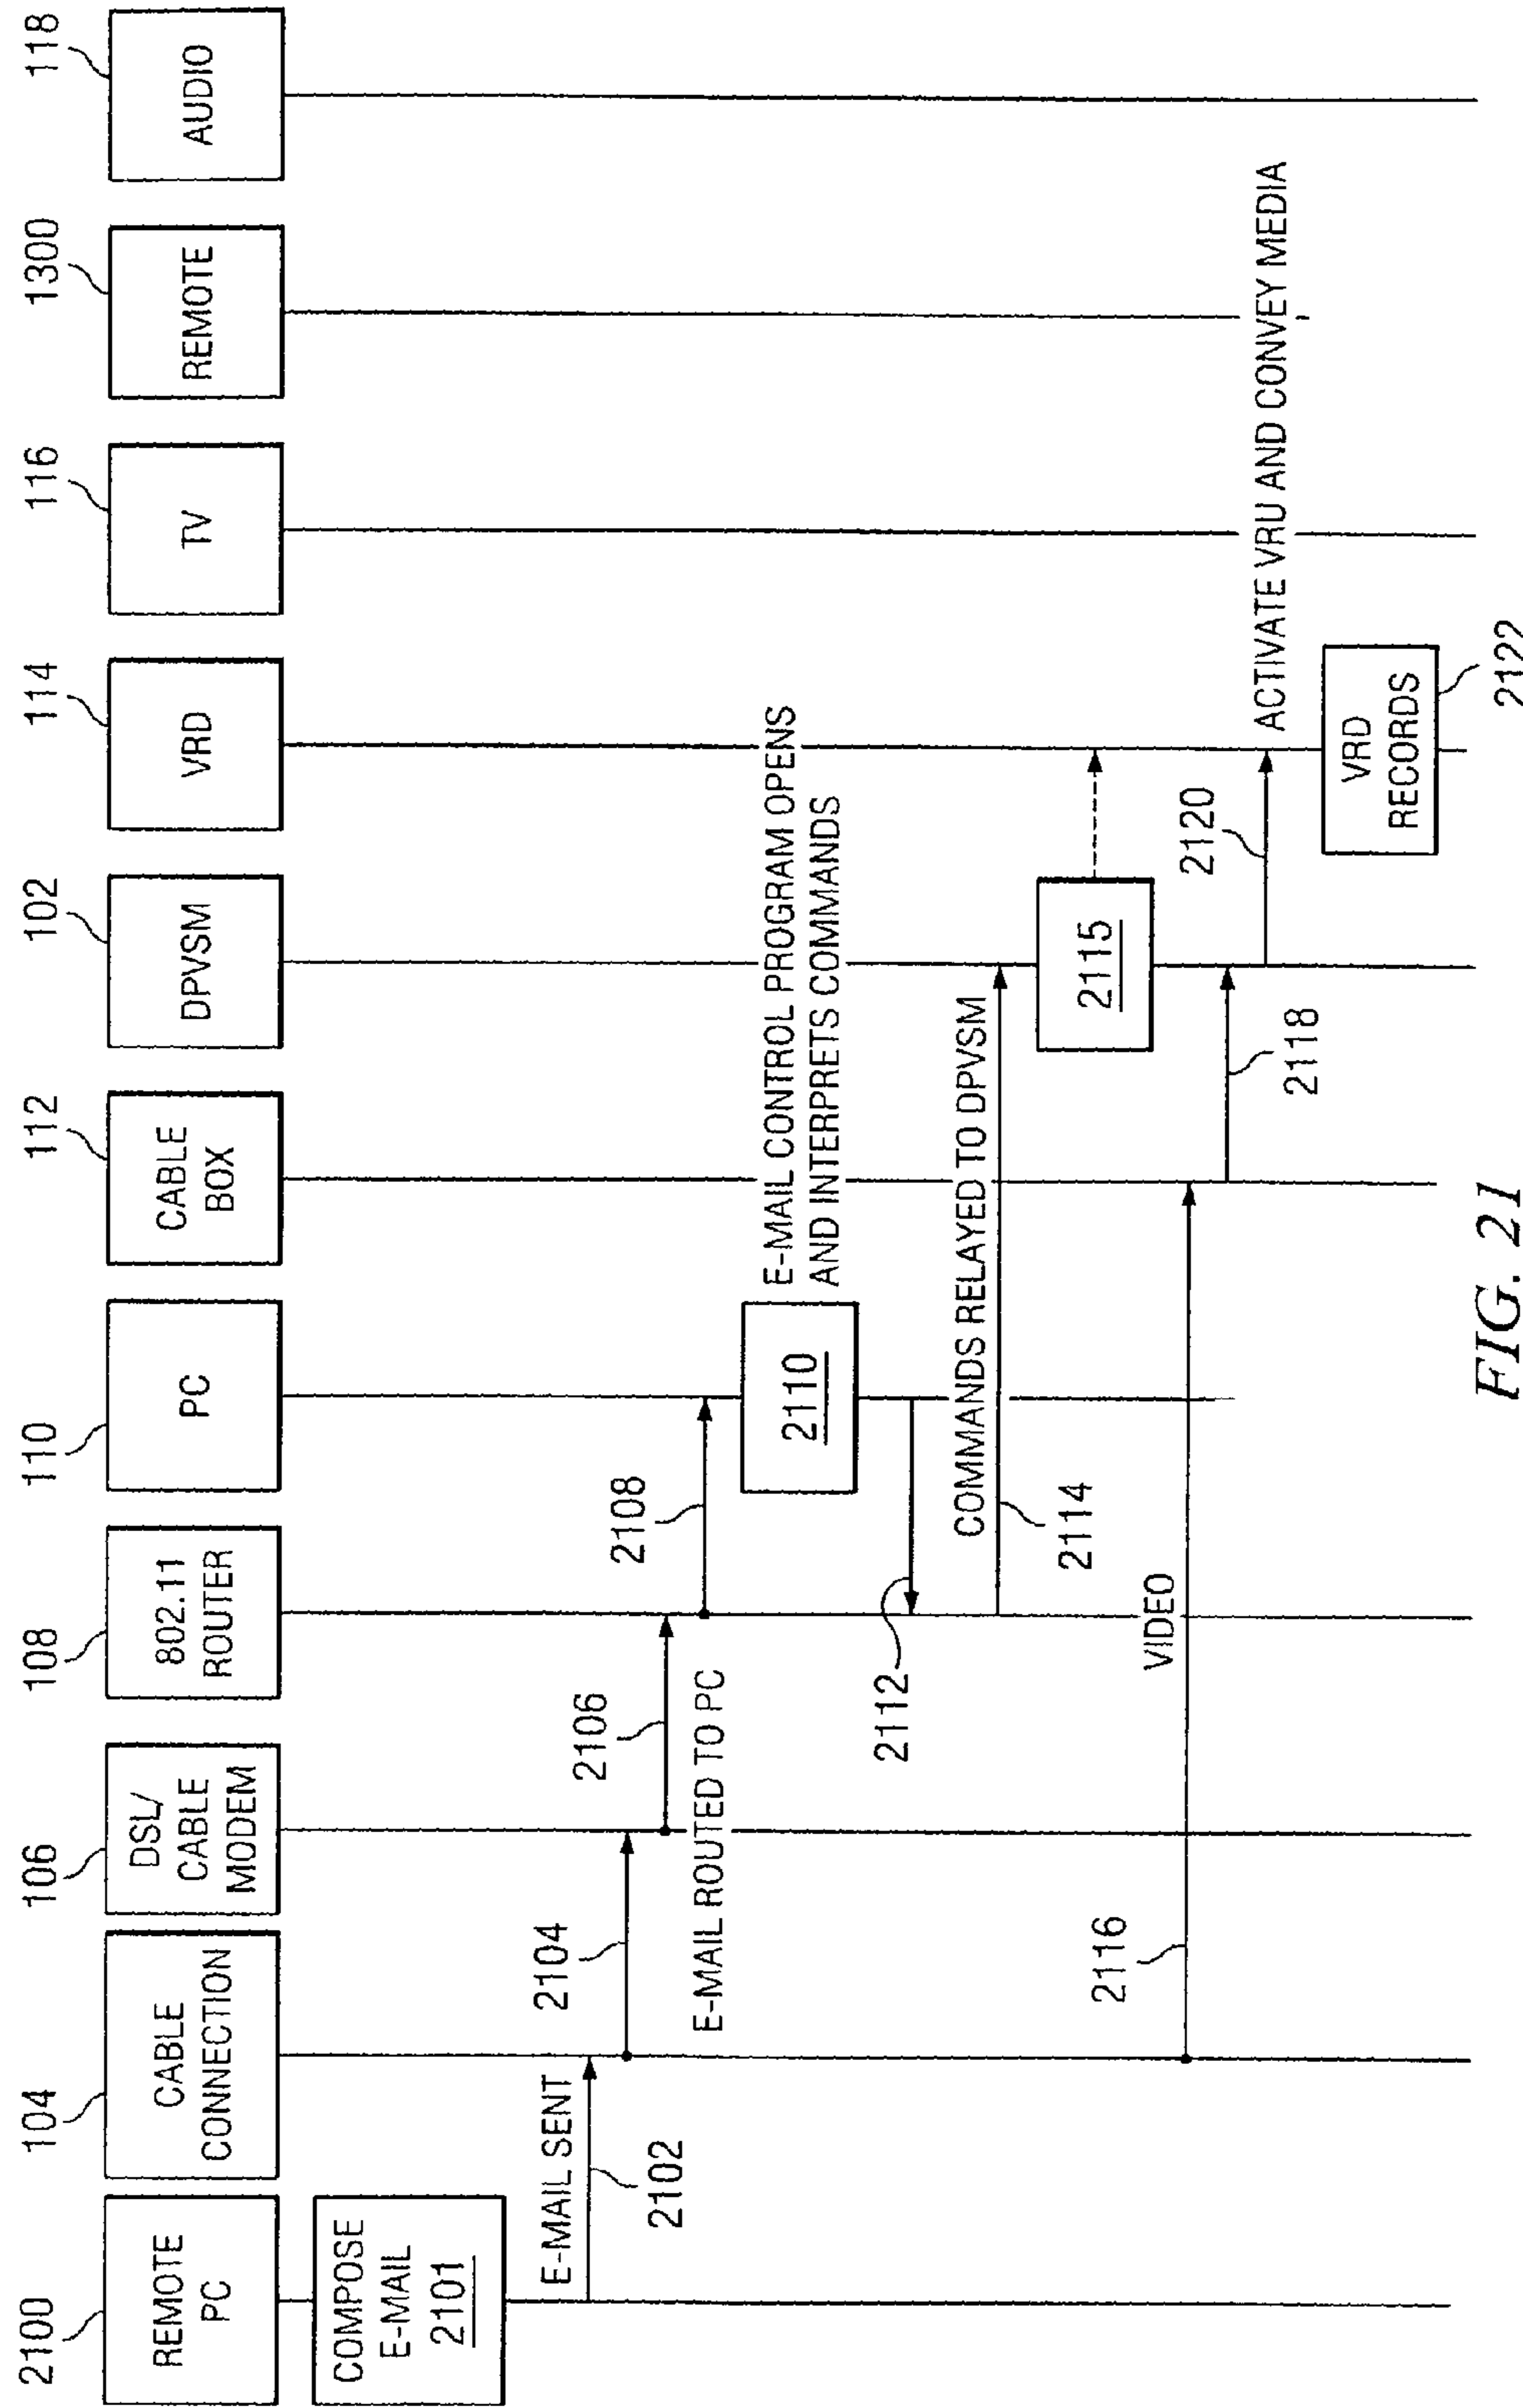 2100
104
106
108
110
112
102
114
116
1300
118
REMOTE
PC
CABLE
CONNECTION
DSL/
CABLE
MODEM
802.11
ROUTER
PC
CABLE
BOX
DPVSM
VRD
TV
REMOTE
AUDIO
COMPOSE
E-MAIL
2101
E-MAIL SENT
2102
2104
2106
2108
E-MAIL ROUTED TO PC
2110
E-MAIL CONTROL PROGRAM OPENS
AND INTERPRETS COMMANDS
2112
COMMANDS RELAYED TO DPVSM
2114
2115
VIDEO
2116
2118
2120
ACTIVATE VRU AND CONVEY MEDIA
VRD
RECORDS
2122
FIG. 21